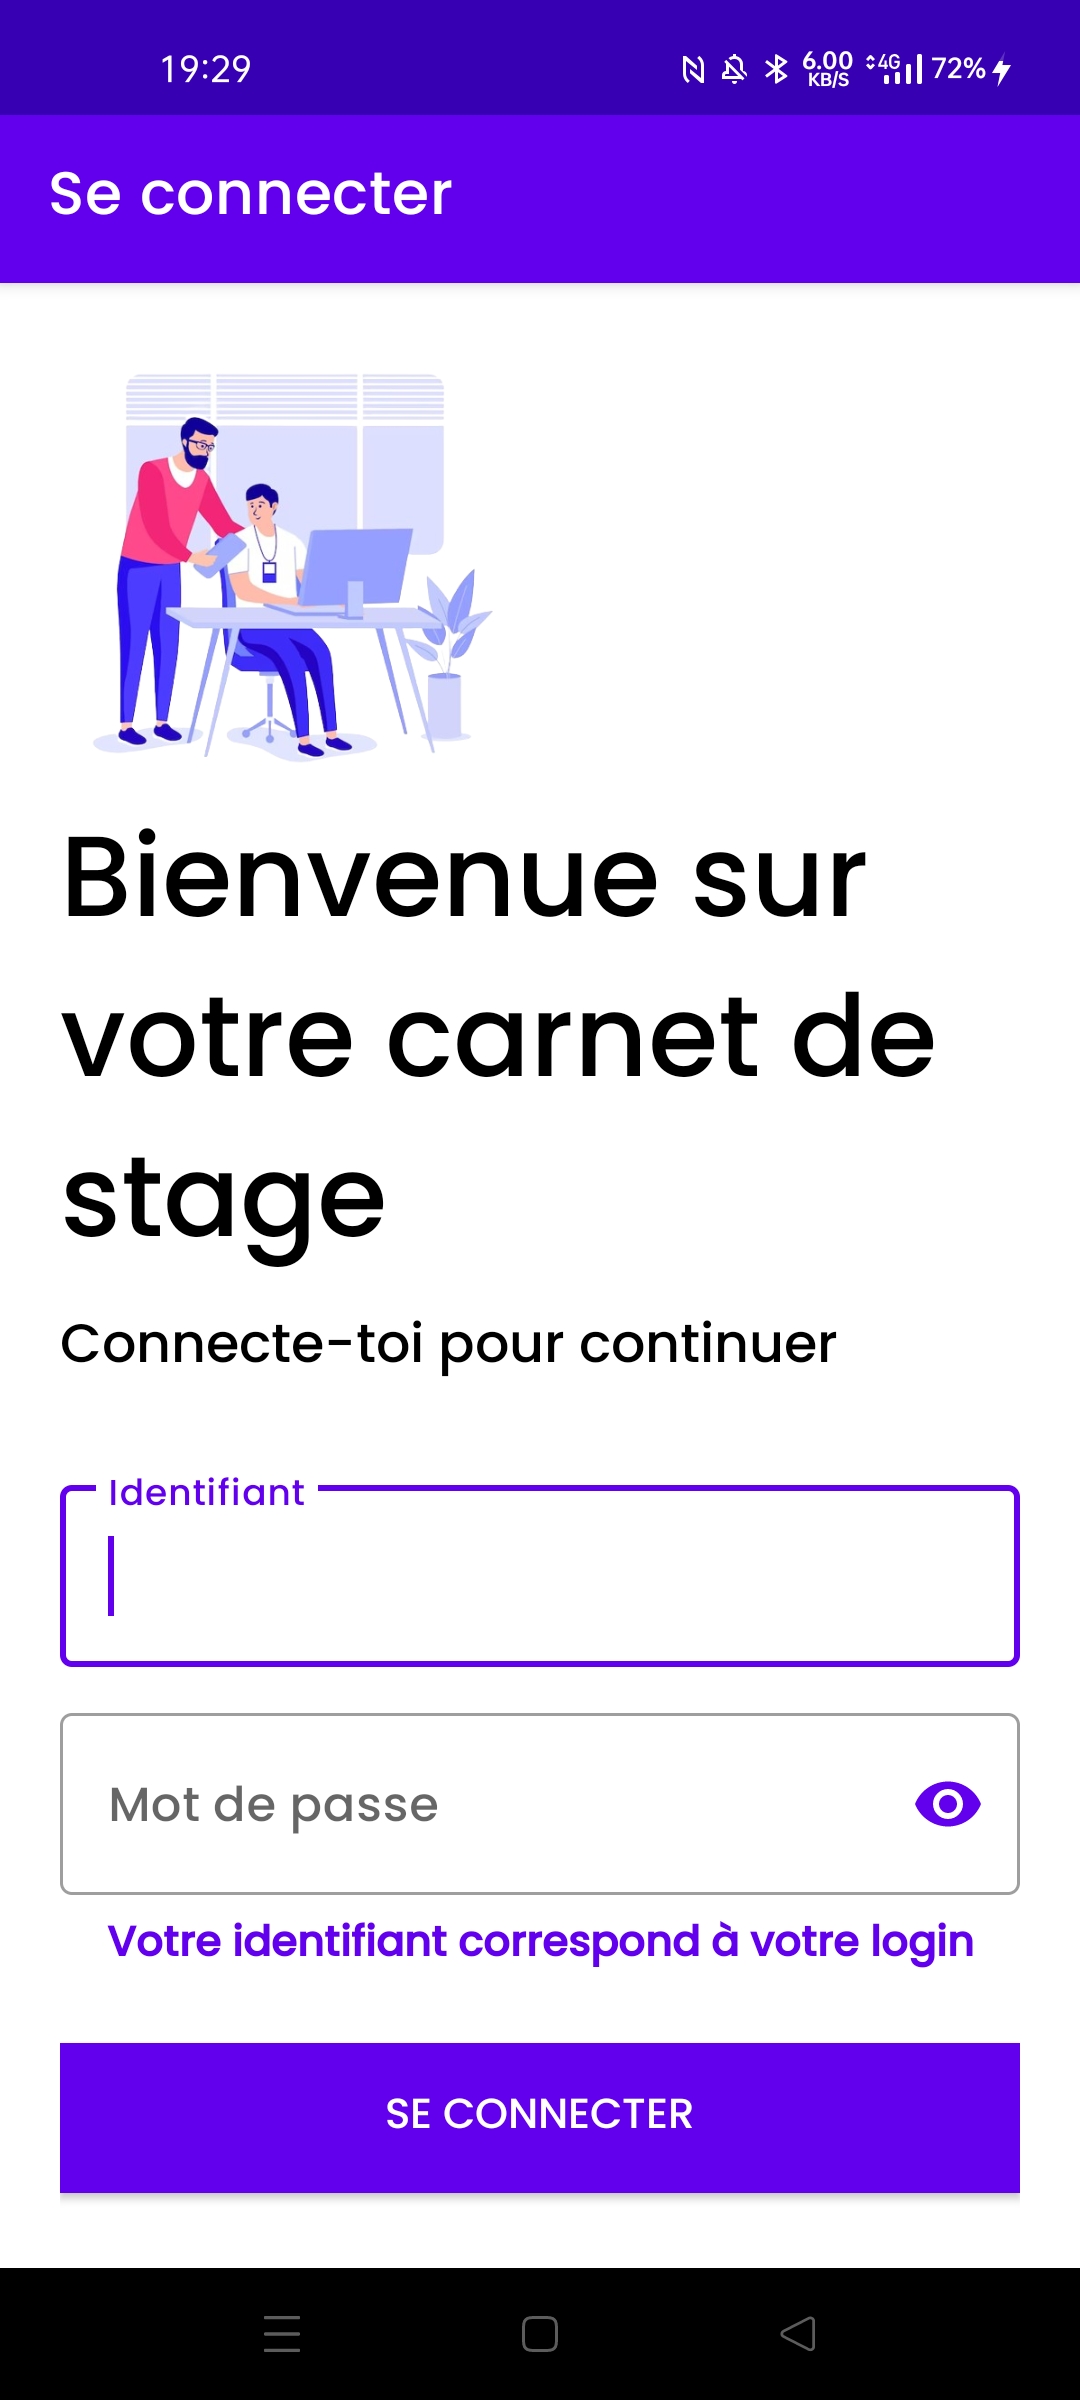 19:29
6.00
KB/S
4G
72%
Se connecter
Bienvenue sur
votre carnet de
stage
Connecte-toi pour continuer
Identifiant
Mot de passe
Votre identifiant correspond à votre login
SE CONNECTER